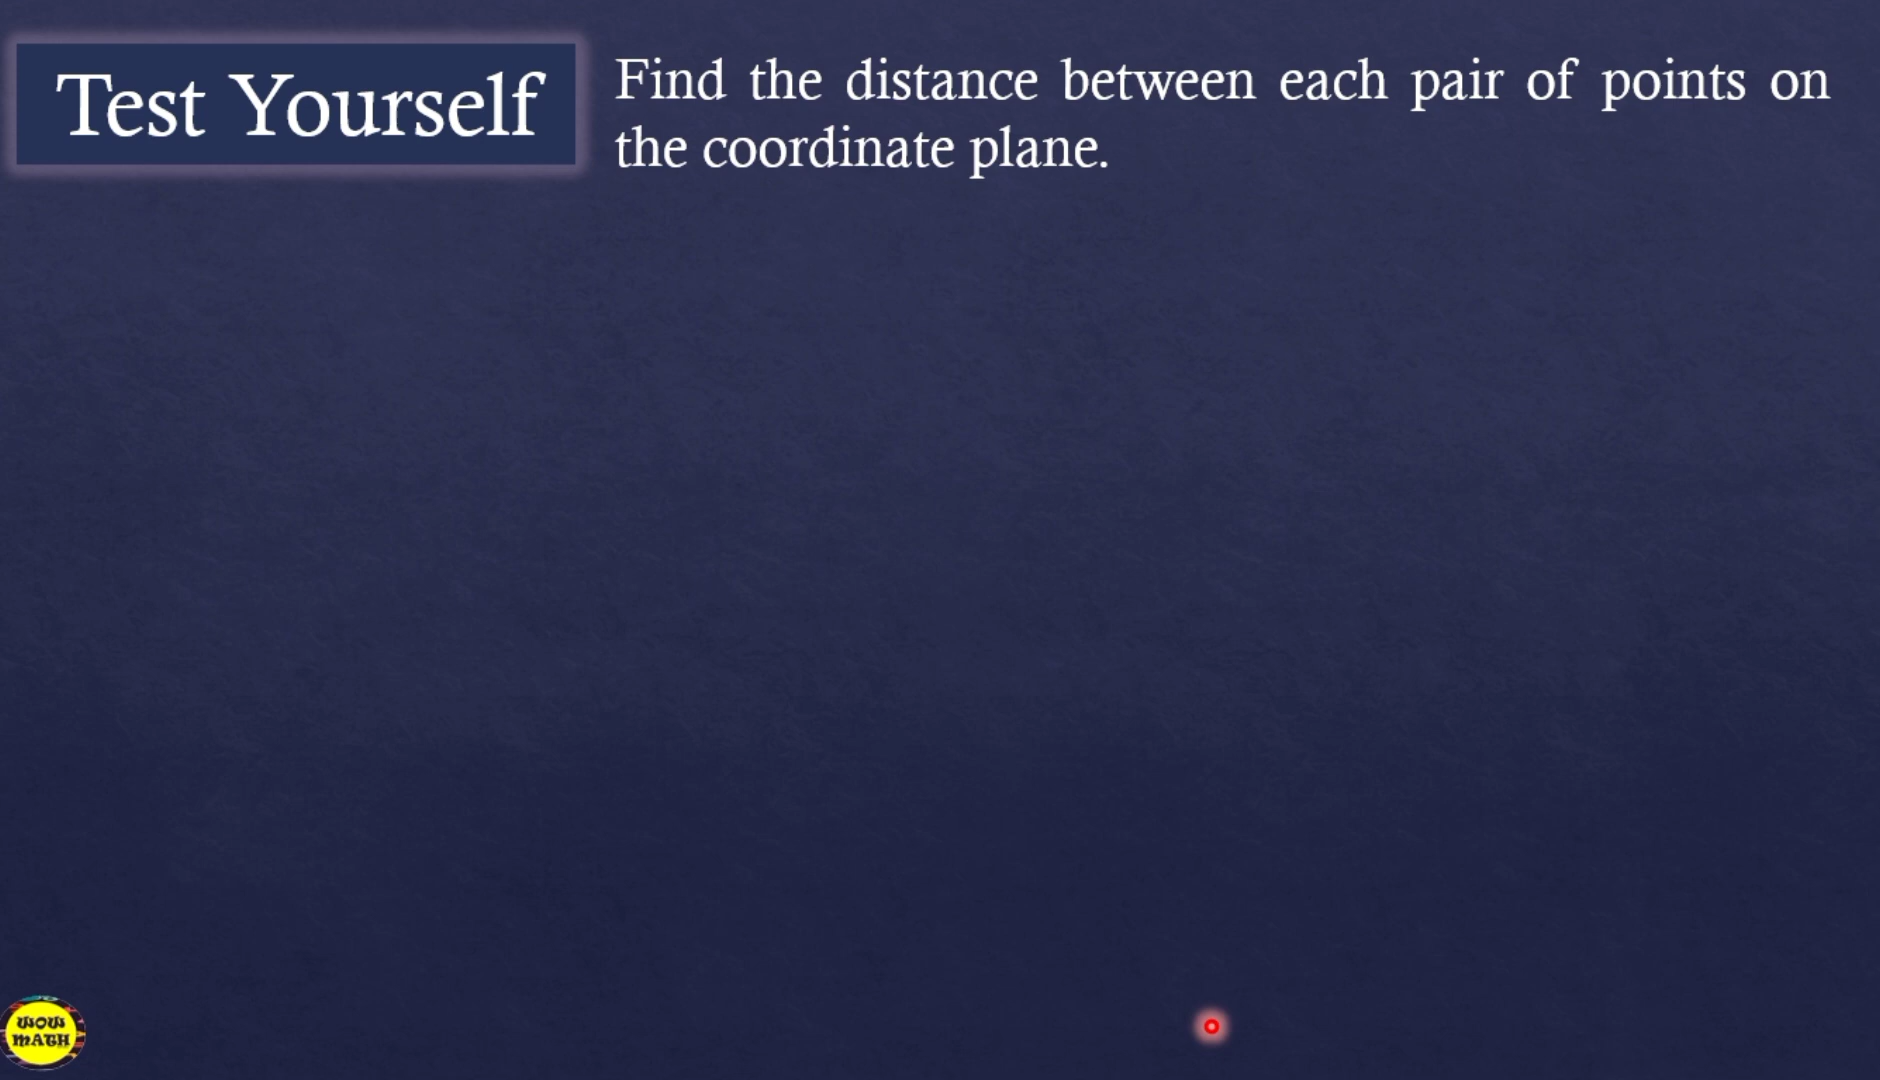 Test Yourself
Find the distance between each pair of points on
the coordinate plane.
WOW
MATH